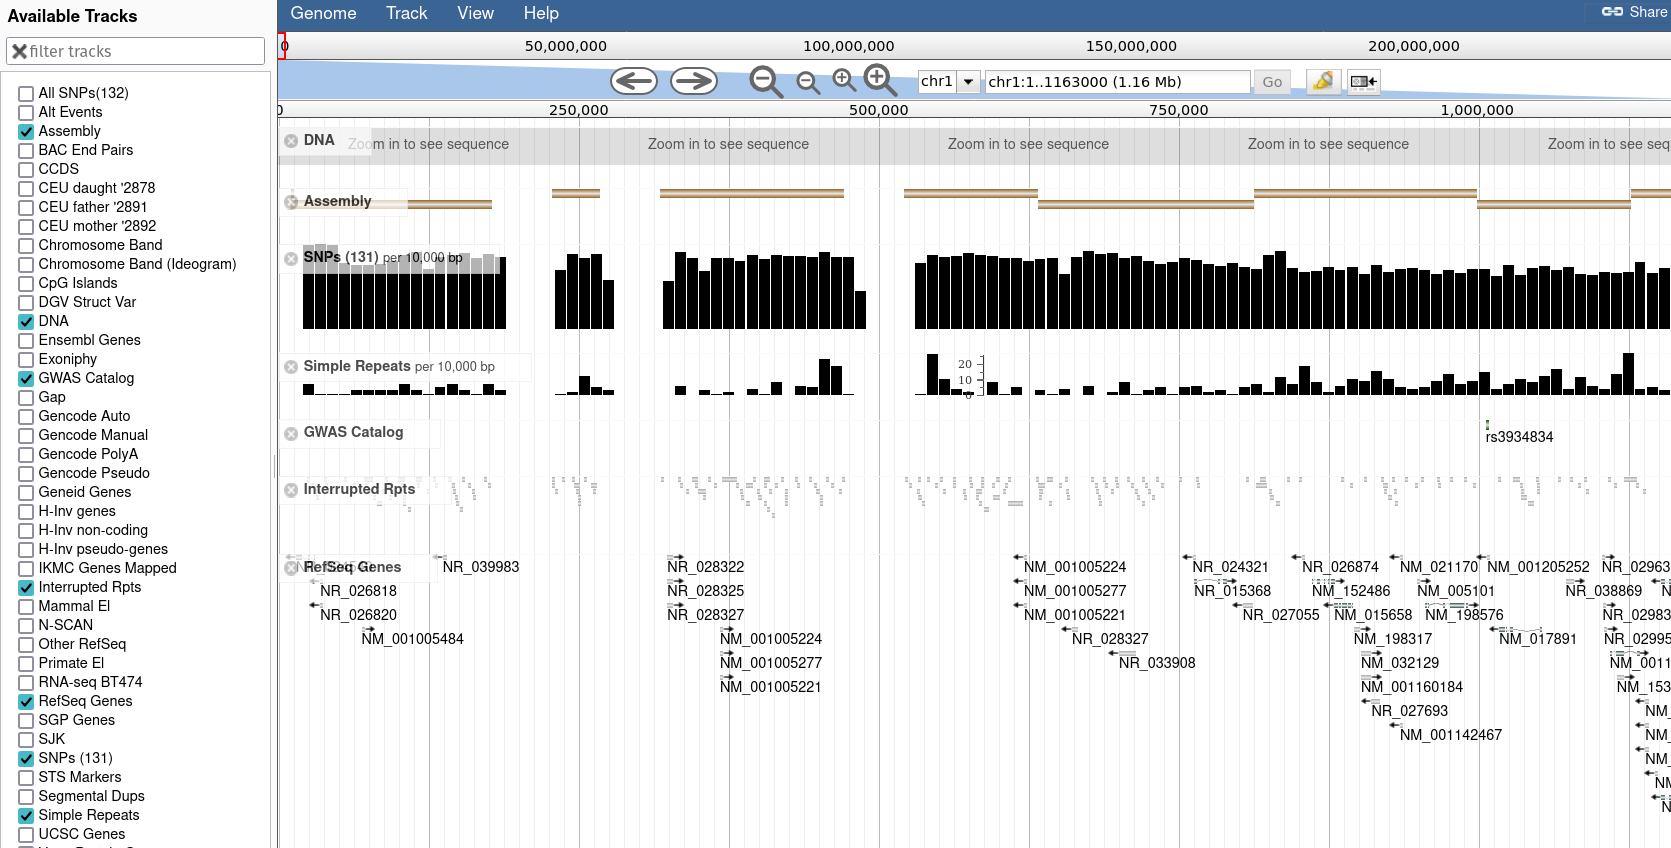 Available Tracks
filter tracks
All SNPs(132)
Alt Events
Assembly
BAC End Pairs
CCDS
CEU daught '2878
CEU father '2891
CEU mother '2892
Chromosome Band
Chromosome Band (Ideogram)
CpG Islands
DGV Struct Var
DNA
Ensembl Genes
Exoniphy
GWAS Catalog
Gap
Gencode Auto
Gencode Manual
Gencode PolyA
Gencode Pseudo
Geneid Genes
H-Inv genes
H-Inv non-coding
H-Inv pseudo-genes
IKMC Genes Mapped
Interrupted Rpts
Mammal El
N-SCAN
Other RefSeq
Primate El
RNA-seq BT474
RefSeq Genes
SGP Genes
SJK
SNPs (131)
STS Markers
Segmental Dups
Simple Repeats
UCSC Genes
Genome Track View Help Share
0 50,000,000 100,000,000 150,000,000 200,000,000
chr1 chr1:1..1163000 (1.16 Mb) Go
0 250,000 500,000 750,000 1,000,000
DNA Zoom in to see sequence Zoom in to see sequence Zoom in to see sequence Zoom in to see sequence Zoom in to see seq
Assembly
SNPs (131) per 10,000 bp
Simple Repeats per 10,000 bp
20
10
0
GWAS Catalog
rs3934834
Interrupted Rpts
RefSeq Genes NR_039983 NR_028322 NM_001005224 NR_024321 NR_026874 NM_021170 NM_001205252 NR_02963
NR_026818 NR_028325 NM_001005277 NR_015368 NM_152486 NM_005101 NR_038869 N
NR_026820 NR_028327 NM_001005221 NR_027055 NM_015658 NM_198576 NR_02983
NM_001005484 NM_001005224 NR_028327 NM_198317 NM_017891 NR_02995
NM_001005277 NR_033908 NM_032129 NM_0011
NM_001005221 NM_001160184 NM_153
NR_027693 NM_
NM_001142467 NM_
NM_
NM
N